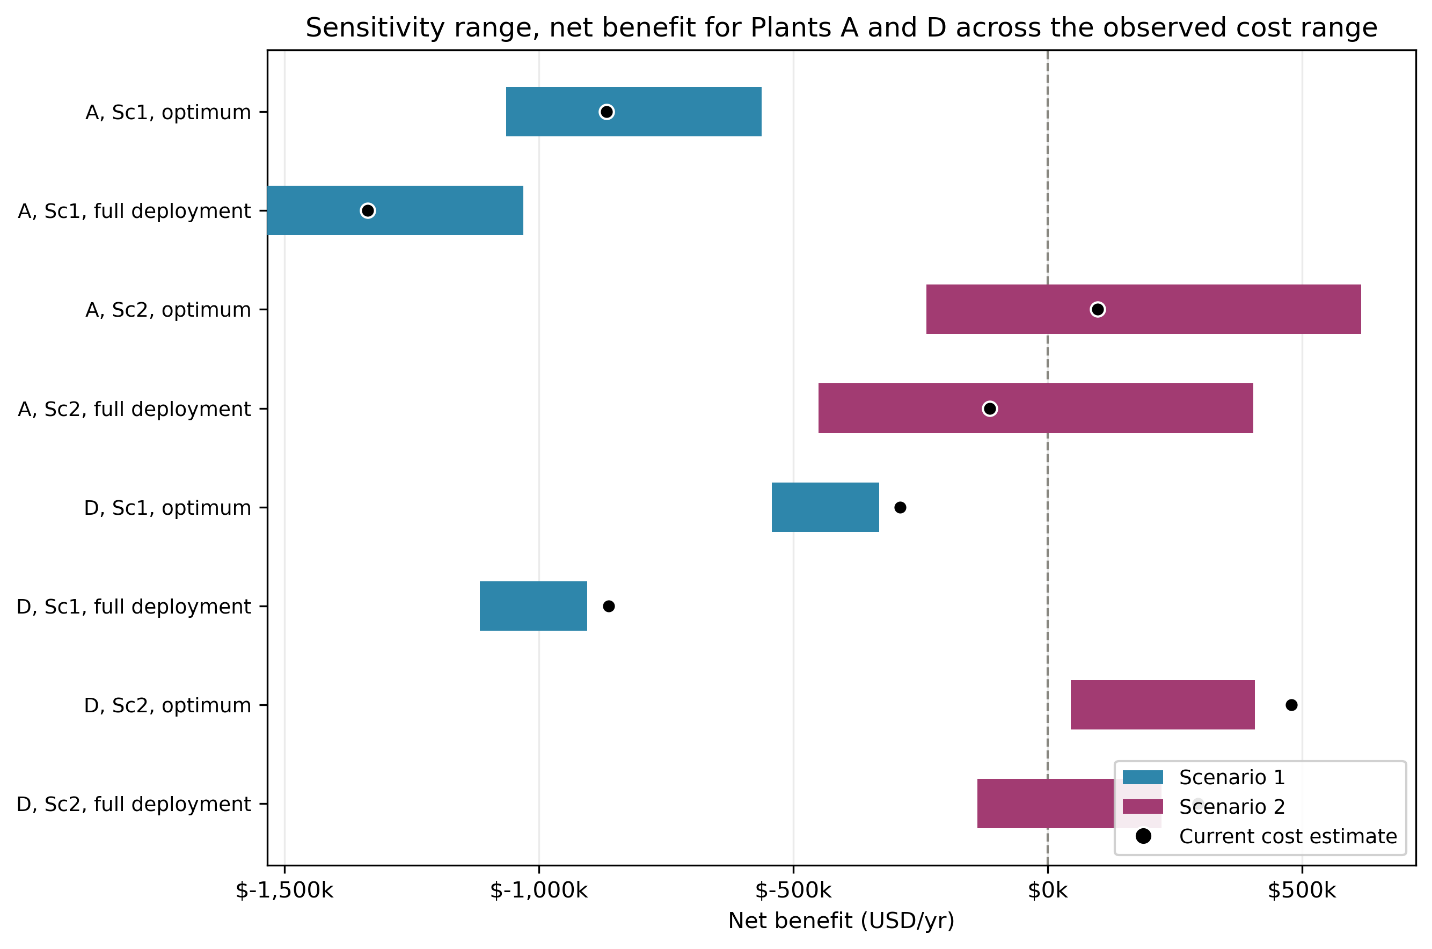 Sensitivity range, net benefit for Plants A and D across the observed cost range
A, Sc1, optimum
A, Sc1, full deployment
A, Sc2, optimum
A, Sc2, full deployment
D, Sc1, optimum
D, Sc1, full deployment
D, Sc2, optimum
D, Sc2, full deployment
Scenario 1
Scenario 2
Current cost estimate
$-1,500k
$-1,000k
$-500k
$0k
$500k
Net benefit (USD/yr)